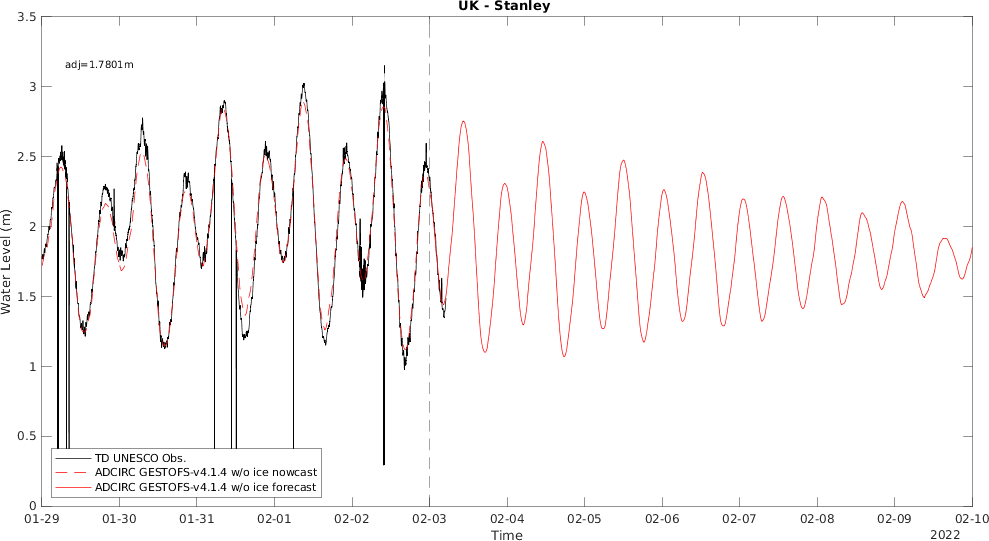 UK - Stanley
adj=1.7801m
3.5
3
2.5
2
1.5
1
0.5
0
Water Level (m)
TD UNESCO Obs.
ADCIRC GESTOFS-v4.1.4 w/o ice nowcast
ADCIRC GESTOFS-v4.1.4 w/o ice forecast
01-29 01-30 01-31 02-01 02-02 02-03 02-04 02-05 02-06 02-07 02-08 02-09 02-10
Time
2022